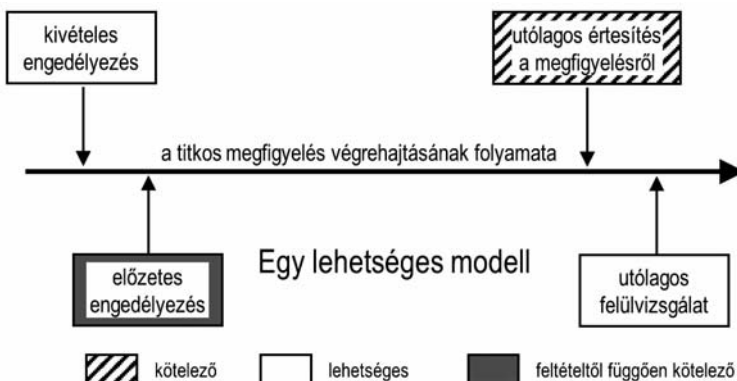 kivételes
engedélyezés
utólagos értesítés
a megfigyelésről
a titkos megfigyelés végrehajtásának folyamata
előzetes
engedélyezés
Egy lehetséges modell
utólagos
felülvizsgálat
kötelező
lehetséges
feltételtől függően kötelező